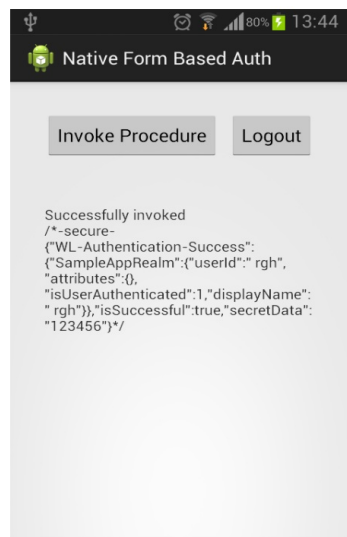 80% 13:44
Native Form Based Auth
Invoke Procedure Logout
Successfully invoked
/*-secure-
{"WL-Authentication-Success":
{"SampleAppRealm":{"userId":" rgh",
"attributes":{},
"isUserAuthenticated":1,"displayName":
" rgh"}},"isSuccessful":true,"secretData":
"123456"}*/